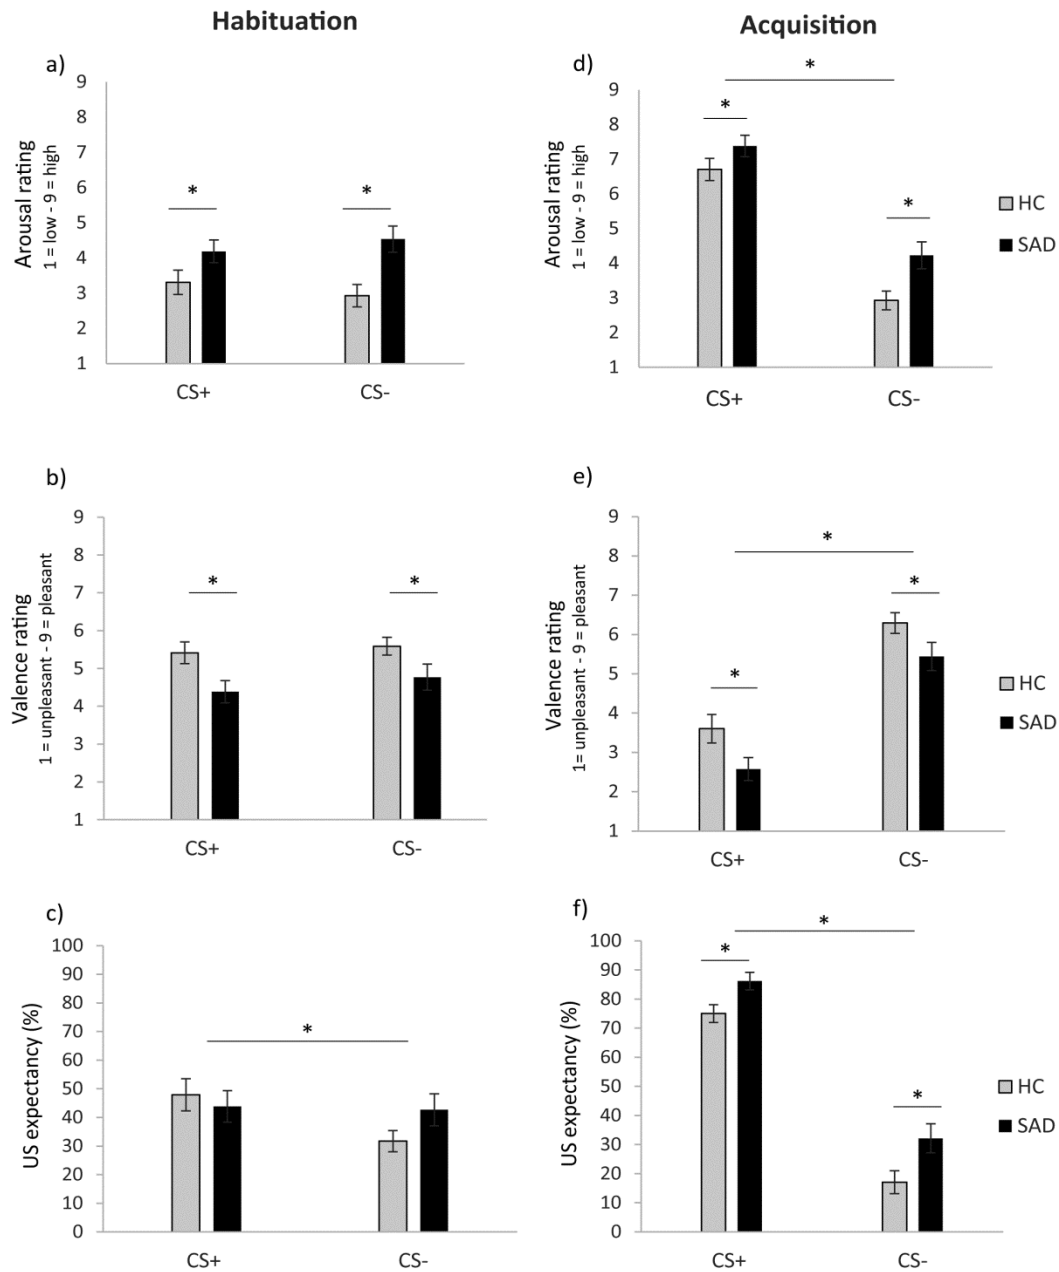 Habituation
a)
Arousal rating
1 = low - 9 = high
9
8
7
6
5
4
3
2
1
*
*
CS+
CS-
b)
Valence rating
1= unpleasant - 9 = pleasant
9
8
7
6
5
4
3
2
1
*
*
CS+
CS-
c)
US expectancy (%)
100
90
80
70
60
50
40
30
20
10
0
*
CS+
CS-
Acquisition
d)
Arousal rating
1 = low - 9 = high
9
8
7
6
5
4
3
2
1
*
*
*
CS+
CS-
HC
SAD
e)
Valence rating
1= unpleasant - 9 = pleasant
9
8
7
6
5
4
3
2
1
*
*
*
CS+
CS-
HC
SAD
f)
US expectancy (%)
100
90
80
70
60
50
40
30
20
10
0
*
*
*
CS+
CS-
HC
SAD